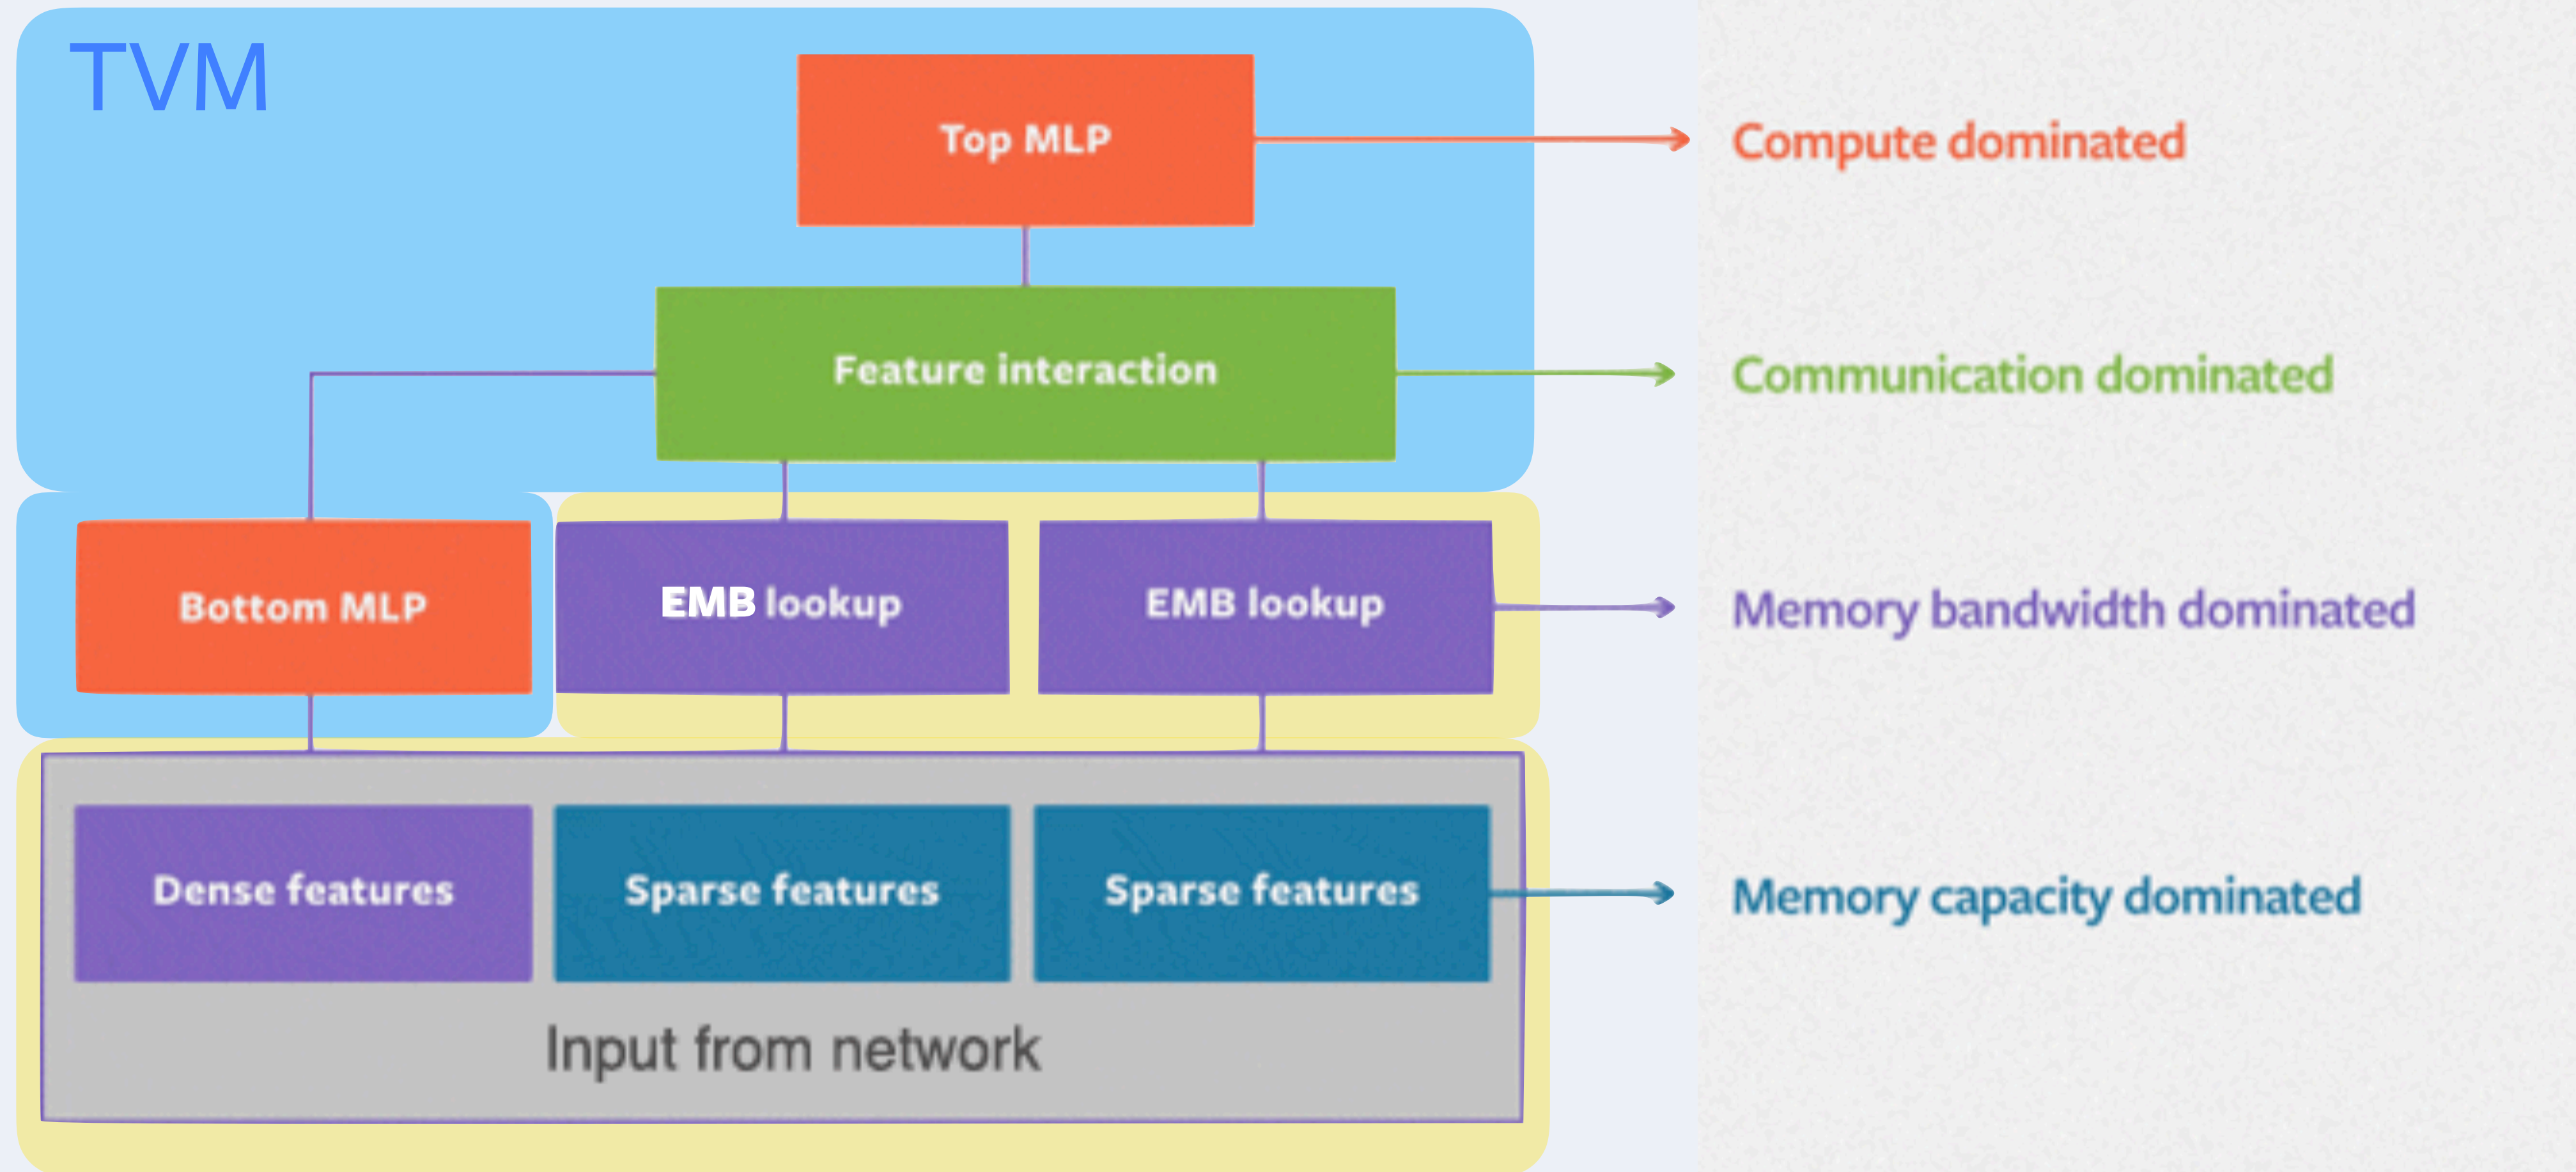 TVM
Top MLP
Compute dominated
Feature interaction
Communication dominated
Bottom MLP
EMB lookup
EMB lookup
Memory bandwidth dominated
Dense features
Sparse features
Sparse features
Memory capacity dominated
Input from network